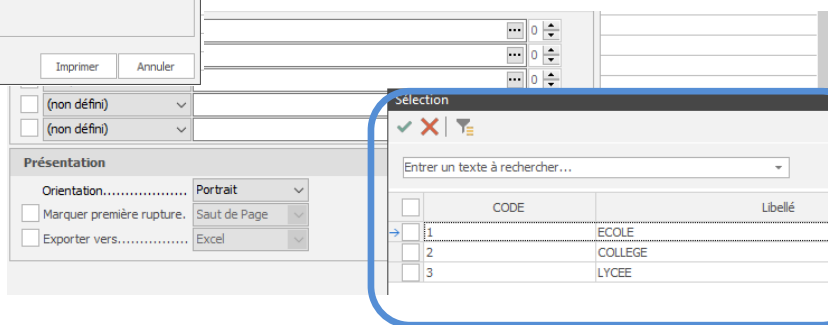 0
0
Imprimer Annuler
0
(non défini)
(non défini)
Présentation
Orientation................... Portrait
Marquer première rupture. Saut de Page
Exporter vers................ Excel
Sélection
Entrer un texte à rechercher...
CODE Libellé
1 ECOLE
2 COLLEGE
3 LYCEE